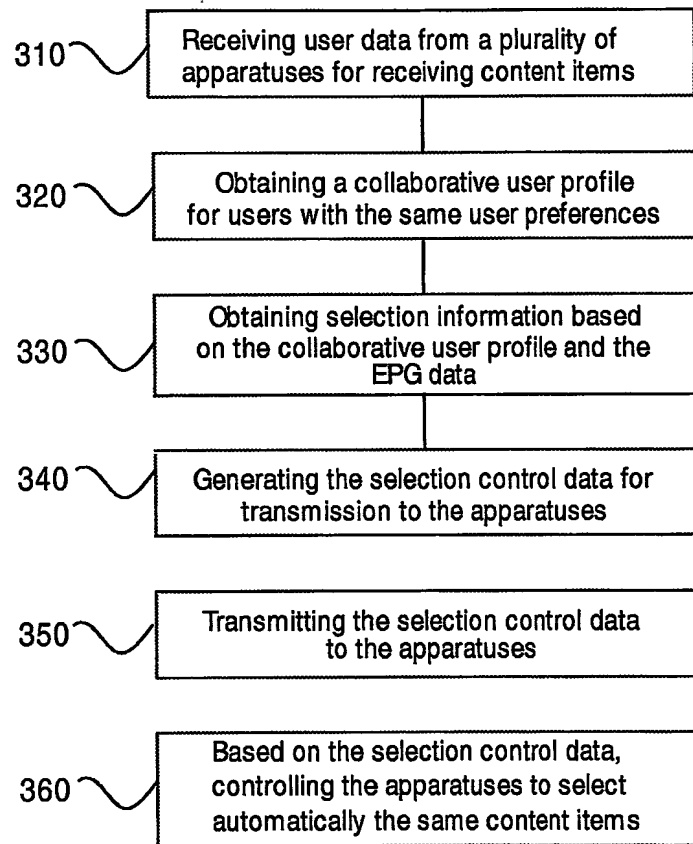 310
Receiving user data from a plurality of
apparatuses for receiving content items
320
Obtaining a collaborative user profile
for users with the same user preferences
330
Obtaining selection information based
on the collaborative user profile and the
EPG data
340
Generating the selection control data for
transmission to the apparatuses
350
Transmitting the selection control data
to the apparatuses
360
Based on the selection control data,
controlling the apparatuses to select
automatically the same content items